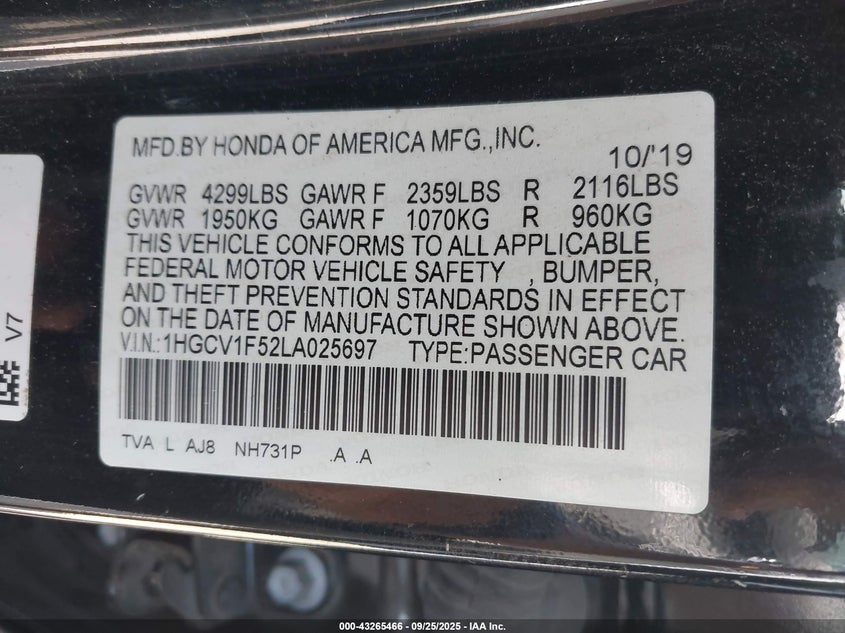 MFD.BY HONDA OF AMERICA MFG.,INC. 10/'19
GVWR 4299LBS GAWR F 2359LBS R 2116LBS
GVWR 1950KG GAWR F 1070KG R 960KG
THIS VEHICLE CONFORMS TO ALL APPLICABLE
FEDERAL MOTOR VEHICLE SAFETY , BUMPER,
AND THEFT PREVENTION STANDARDS IN EFFECT
ON THE DATE OF MANUFACTURE SHOWN ABOVE.
V.I.N.:1HGCV1F52LA025697 TYPE:PASSENGER CAR
TVA L AJ8 NH731P .A .A
V7
000-43265466 - 09/25/2025 - IAA Inc.